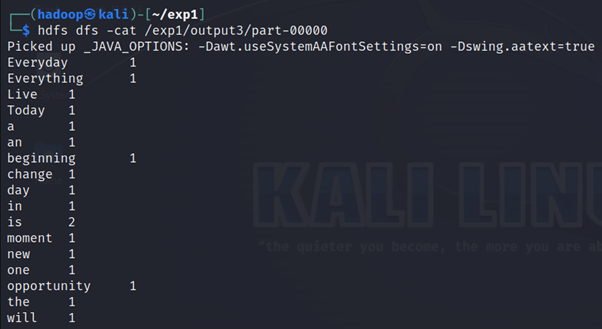 ┌──(hadoop㉿kali)-[~/exp1]
└─$ hdfs dfs -cat /exp1/output3/part-00000
Picked up _JAVA_OPTIONS: -Dawt.useSystemAAFontSettings=on -Dswing.aatext=true
Everyday 1
Everything 1
Live 1
Today 1
a 1
an 1
beginning 1
change 1
day 1
in 1
is 2
moment 1
new 1
one 1
opportunity 1
the 1
will 1
KALI LINU
"the quieter you become, the more you are ab